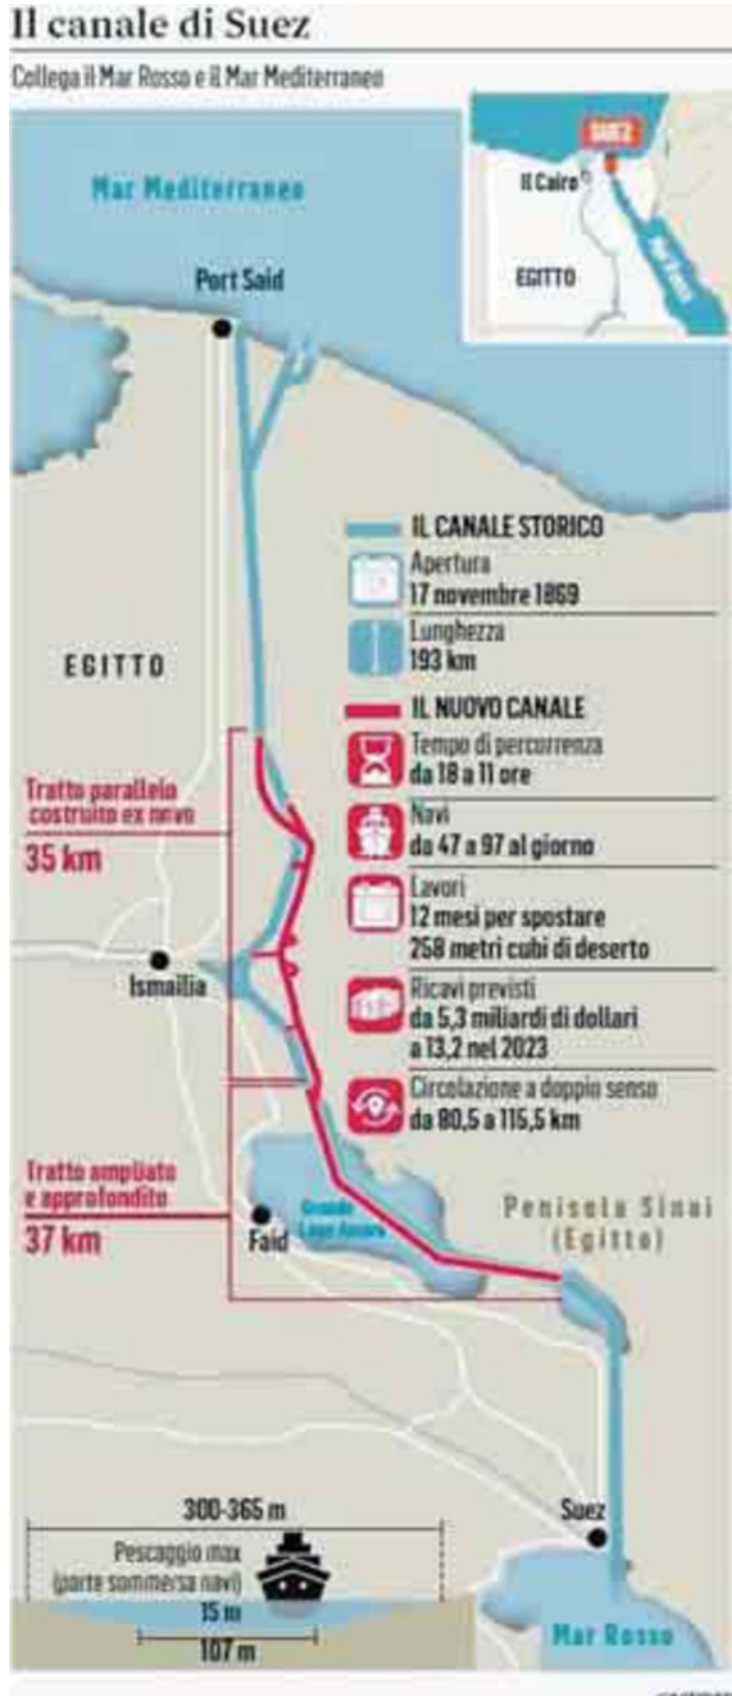 Il canale di Suez
Collega il Mar Rosso e il Mar Mediterraneo
SUEZ
Il Cairo
EGITTO
Mar Rosso
Mar Mediterraneo
Port Said
IL CANALE STORICO
Apertura
17 novembre 1869
Lunghezza
193 km
EGITTO
IL NUOVO CANALE
Tempo di percorrenza
da 18 a 11 ore
Navi
da 47 a 97 al giorno
Lavori
12 mesi per spostare
258 metri cubi di deserto
Ricavi previsti
da 5,3 miliardi di dollari
a 13,2 nel 2023
Circolazione a doppio senso
da 80,5 a 115,5 km
Tratto parallelo
costruito ex novo
35 km
Ismailia
Tratto ampliato
e approfondito
37 km
Grande
Lago Amaro
Faid
Penisola Sinai
(Egitto)
Suez
300-365 m
Pescaggio max
(parte sommersa navi)
15 m
107 m
Mar Rosso